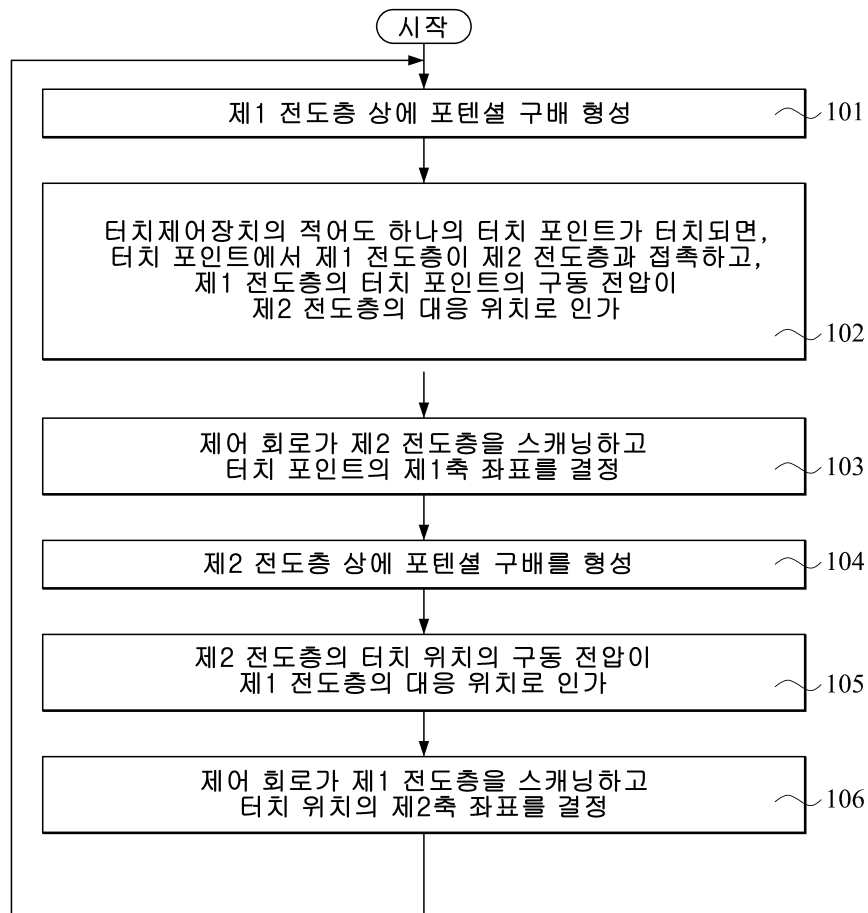 시작
제1 전도층 상에 포텐셜 구배 형성
101
터치제어장치의 적어도 하나의 터치 포인트가 터치되면,
터치 포인트에서 제1 전도층이 제2 전도층과 접촉하고,
제1 전도층의 터치 포인트의 구동 전압이
제2 전도층의 대응 위치로 인가
102
제어 회로가 제2 전도층을 스캐닝하고
터치 포인트의 제1축 좌표를 결정
103
제2 전도층 상에 포텐셜 구배를 형성
104
제2 전도층의 터치 위치의 구동 전압이
제1 전도층의 대응 위치로 인가
105
제어 회로가 제1 전도층을 스캐닝하고
터치 위치의 제2축 좌표를 결정
106